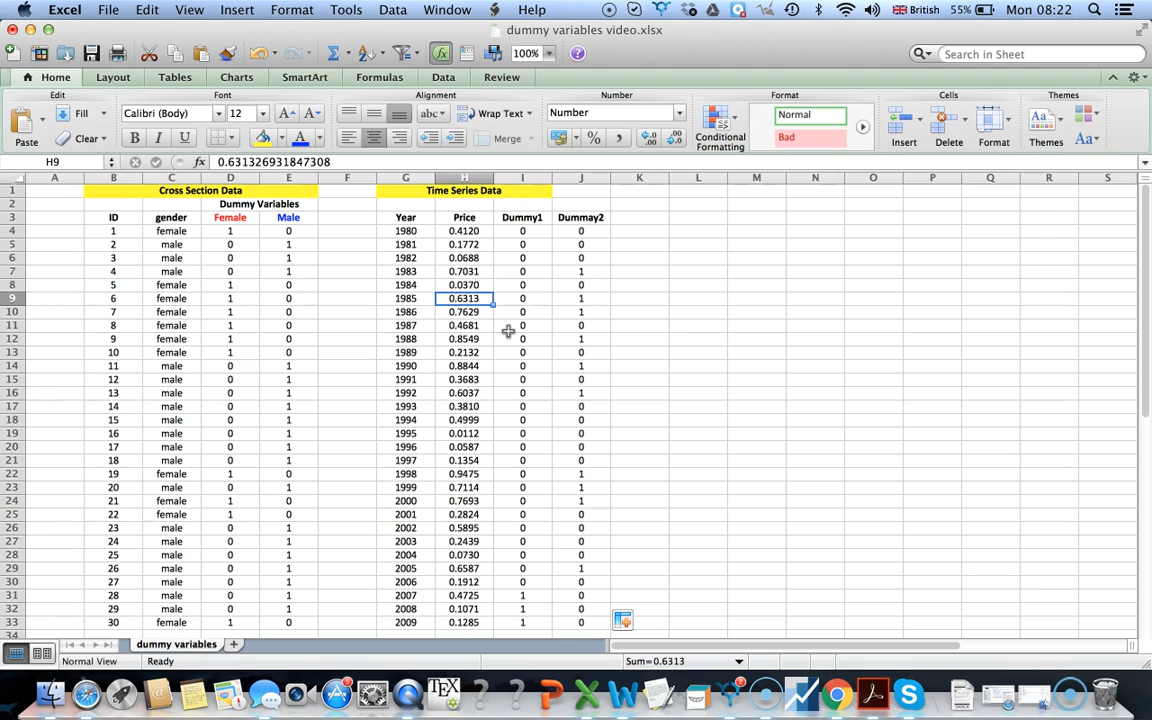 Excel File Edit View Insert Format Tools Data Window Help British 55% Mon 08:22
dummy variables video.xlsx
100% Search in Sheet
Home Layout Tables Charts SmartArt Formulas Data Review
Edit Font Alignment Number Format Cells Themes
Fill Calibri (Body) 12 A A abc Wrap Text Number Normal
Paste Clear B I U A Merge % Conditional Formatting Bad Insert Delete Format Themes Aa
H9 fx 0.631326931847308
A B C D E F G H I J K L M N O P Q R S
1 Cross Section Data Time Series Data
2 Dummy Variables
3 ID gender Female Male Year Price Dummy1 Dummay2
4 1 female 1 0 1980 0.4120 0 0
5 2 male 0 1 1981 0.1772 0 0
6 3 male 0 1 1982 0.0688 0 0
7 4 male 0 1 1983 0.7031 0 1
8 5 female 1 0 1984 0.0370 0 0
9 6 female 1 0 1985 0.6313 0 1
10 7 female 1 0 1986 0.7629 0 1
11 8 female 1 0 1987 0.4681 0 0
12 9 female 1 0 1988 0.8549 0 1
13 10 female 1 0 1989 0.2132 0 0
14 11 male 0 1 1990 0.8844 0 1
15 12 male 0 1 1991 0.3683 0 0
16 13 male 0 1 1992 0.6037 0 1
17 14 male 0 1 1993 0.3810 0 0
18 15 male 0 1 1994 0.4999 0 0
19 16 male 0 1 1995 0.0112 0 0
20 17 male 0 1 1996 0.0587 0 0
21 18 male 0 1 1997 0.1354 0 0
22 19 female 1 0 1998 0.9475 0 1
23 20 male 0 1 1999 0.7114 0 1
24 21 female 1 0 2000 0.7693 0 1
25 22 female 1 0 2001 0.2824 0 0
26 23 male 0 1 2002 0.5895 0 0
27 24 male 0 1 2003 0.2439 0 0
28 25 male 0 1 2004 0.0730 0 0
29 26 male 0 1 2005 0.6587 0 1
30 27 male 0 1 2006 0.1912 0 0
31 28 male 0 1 2007 0.4725 1 0
32 29 male 0 1 2008 0.1071 1 0
33 30 female 1 0 2009 0.1285 1 0
34
dummy variables
Normal View Ready Sum=0.6313
TEX